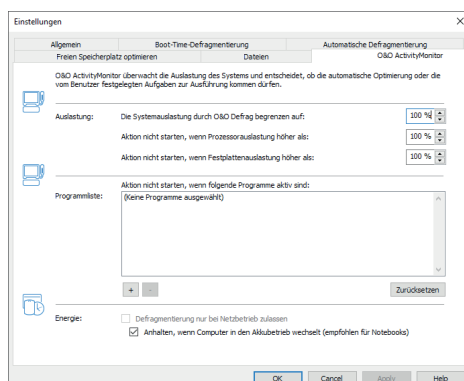 Einstellungen
Allgemein Boot-Time-Defragmentierung Automatische Defragmentierung
Freien Speicherplatz optimieren Dateien O&O ActivityMonitor
O&O ActivityMonitor überwacht die Auslastung des Systems und entscheidet, ob die automatische Optimierung oder die
vom Benutzer festgelegten Aufgaben zur Ausführung kommen dürfen.
Auslastung: Die Systemauslastung durch O&O Defrag begrenzen auf: 100 %
Aktion nicht starten, wenn Prozessorauslastung höher als: 100 %
Aktion nicht starten, wenn Festplattenauslastung höher als: 100 %
Aktion nicht starten, wenn folgende Programme aktiv sind:
Programmliste: (Keine Programme ausgewählt)
+ - Zurücksetzen
Energie: Defragmentierung nur bei Netzbetrieb zulassen
Anhalten, wenn Computer in den Akkubetrieb wechselt (empfohlen für Notebooks)
OK Cancel Apply Help